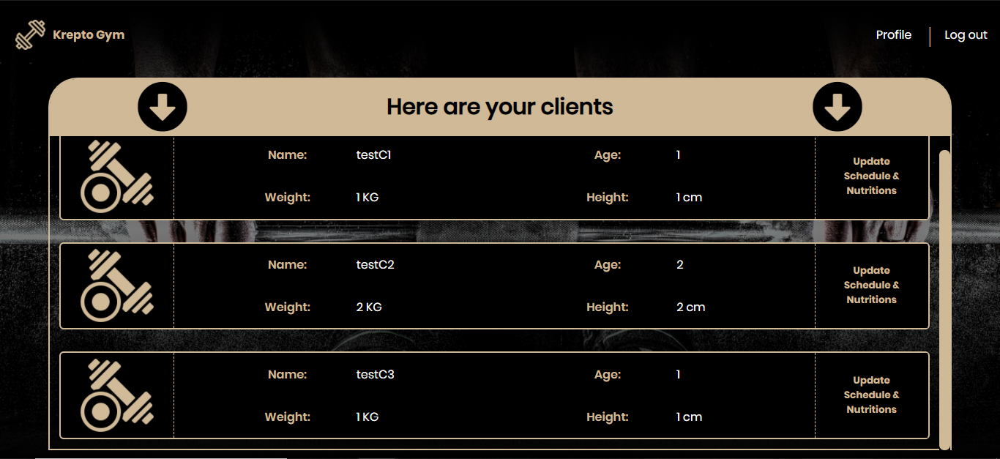 Krepto Gym
Profile
Log out
Here are your clients
Name: testC1 Age: 1
Weight: 1 KG Height: 1 cm
Update
Schedule &
Nutritions
Name: testC2 Age: 2
Weight: 2 KG Height: 2 cm
Update
Schedule &
Nutritions
Name: testC3 Age: 1
Weight: 1 KG Height: 1 cm
Update
Schedule &
Nutritions